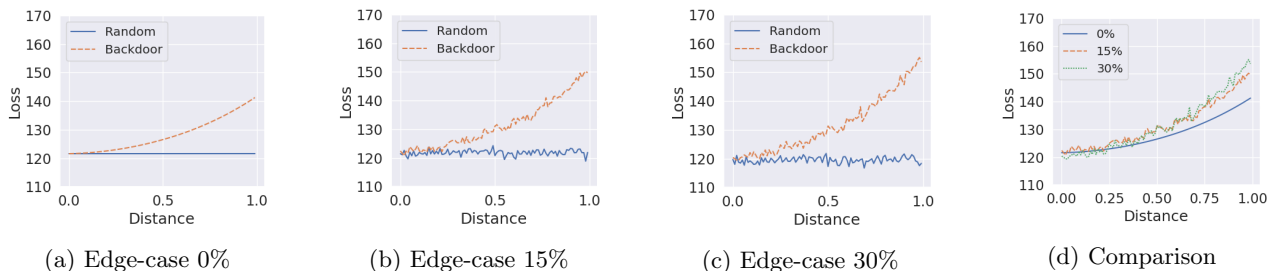 170
160
150
140
130
120
110
Loss
Random
Backdoor
0.0
0.5
1.0
Distance
(a) Edge-case 0%
170
160
150
140
130
120
110
Loss
Random
Backdoor
0.0
0.5
1.0
Distance
(b) Edge-case 15%
170
160
150
140
130
120
110
Loss
Random
Backdoor
0.0
0.5
1.0
Distance
(c) Edge-case 30%
170
160
150
140
130
120
110
Loss
0%
15%
30%
0.00
0.25
0.50
0.75
1.00
Distance
(d) Comparison